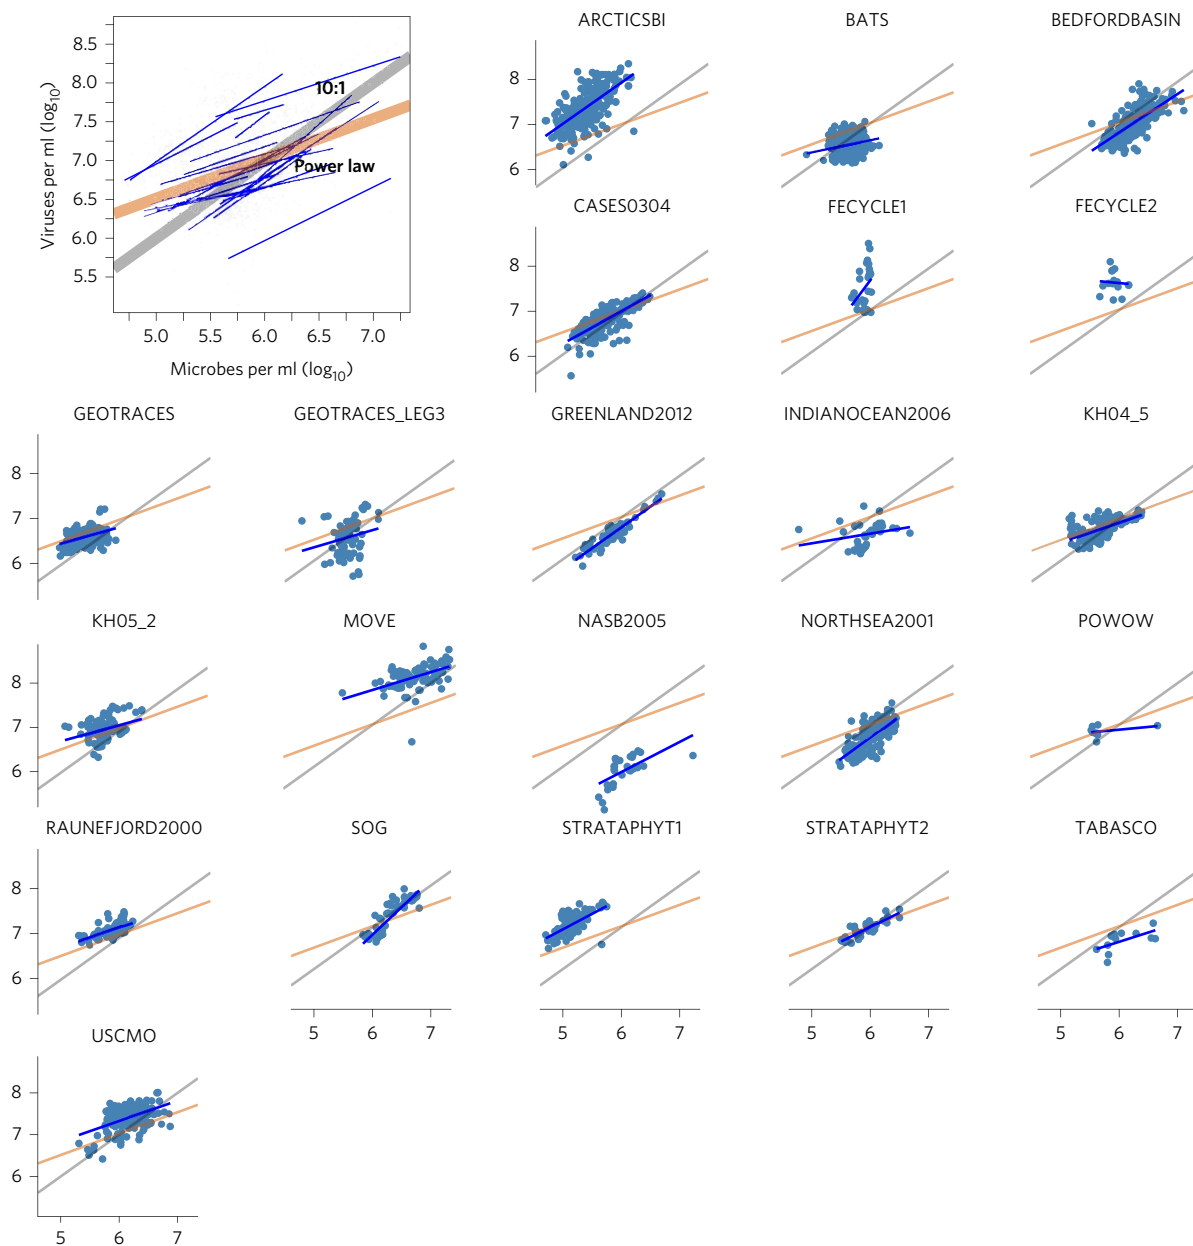 ARCTICSBI
BATS
BEDFORDBASIN
8.5
8.0
7.5
7.0
6.5
6.0
5.5
Viruses per ml (log10)
10:1
Power law
5.0 5.5 6.0 6.5 7.0
Microbes per ml (log10)
8
7
6
CASES0304
FECYCLE1
FECYCLE2
8
7
6
GEOTRACES
GEOTRACES_LEG3
GREENLAND2012
INDIANOCEAN2006
KH04_5
8
7
6
KH05_2
MOVE
NASB2005
NORTHSEA2001
POWOW
8
7
6
RAUNEFJORD2000
SOG
STRATAPHYT1
STRATAPHYT2
TABASCO
8
7
6
5 6 7
5 6 7
5 6 7
5 6 7
USCMO
8
7
6
5 6 7